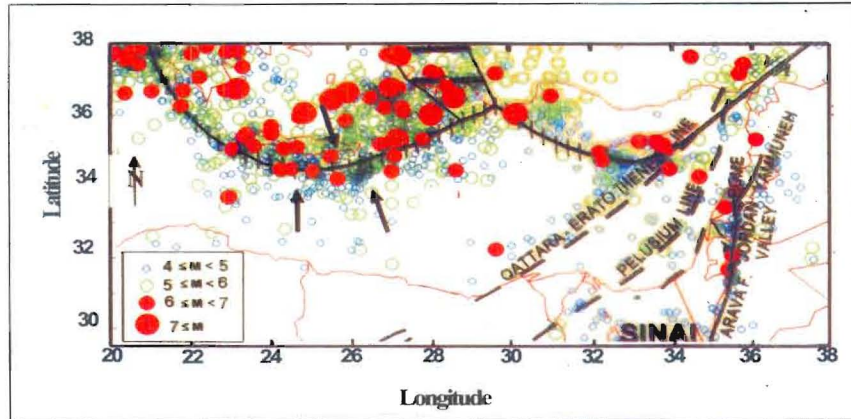 38
36
34
32
30
Latitude
N
4 ≤ M < 5
5 ≤ M < 6
6 ≤ M < 7
7 ≤ M
QATTARA - ERATOTHENES LINE
PELUSIUM LINE
ARAVA F. JORDAN
VALLEY
YAMMUNEH
SINAI
20 22 24 26 28 30 32 34 36 38
Longitude